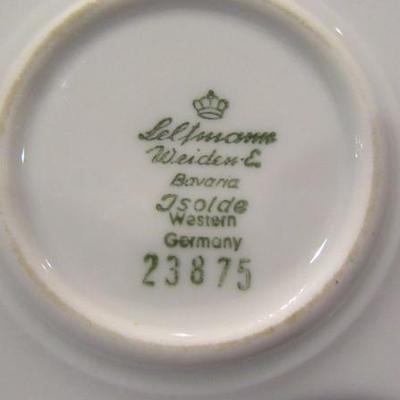 Seltmann
Weiden-E
Bavaria
Isolde
Western
Germany
23875